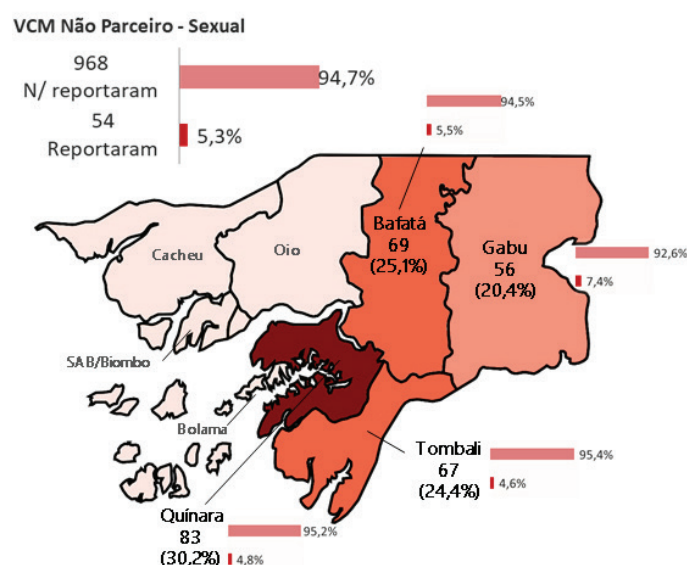 VCM Não Parceiro - Sexual
968
N/ reportaram
94,7%
54
Reportaram
5,3%
94,5%
5,5%
Bafatá
69
(25,1%)
Gabu
56
(20,4%)
92,6%
7,4%
Cacheu
Oio
SAB/Biombo
Bolama
Tombali
67
(24,4%)
95,4%
4,6%
Quínara
83
(30,2%)
95,2%
4,8%